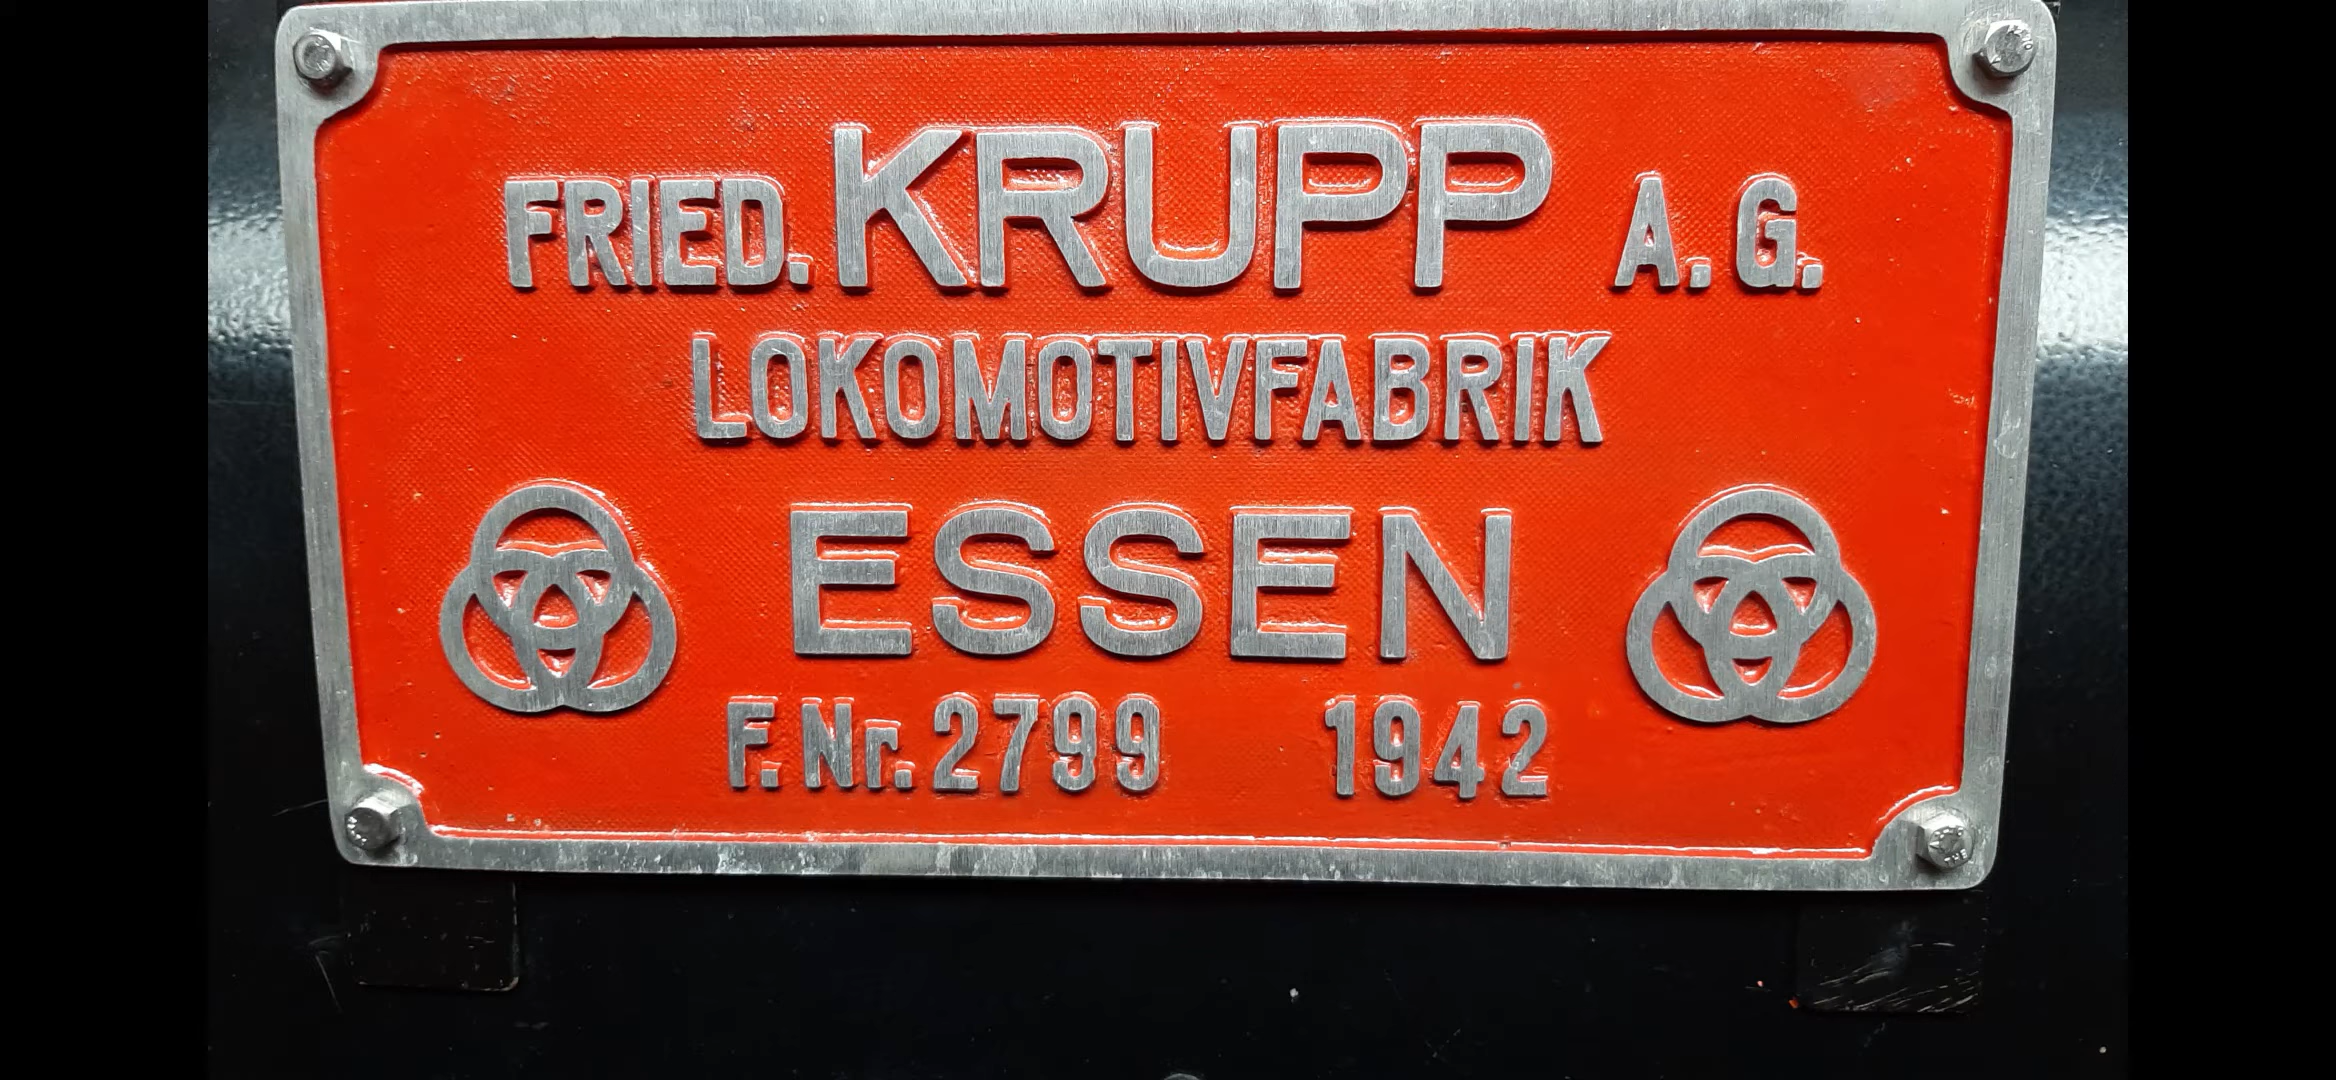 FRIED. KRUPP A.G.
LOKOMOTIVFABRIK
ESSEN
F.Nr. 2799 1942